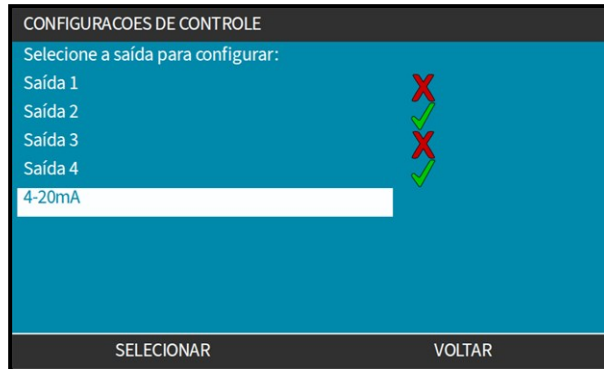 CONFIGURACOES DE CONTROLE
Selecione a saída para configurar:
Saída 1
Saída 2
Saída 3
Saída 4
4-20mA
SELECIONAR VOLTAR